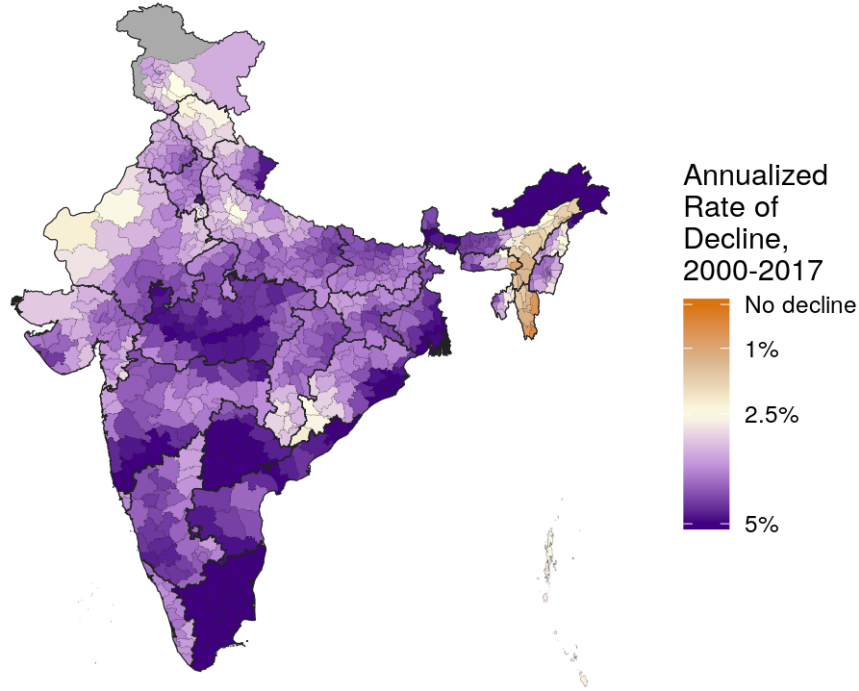 Annualized
Rate of
Decline,
2000-2017
No decline
1%
2.5%
5%